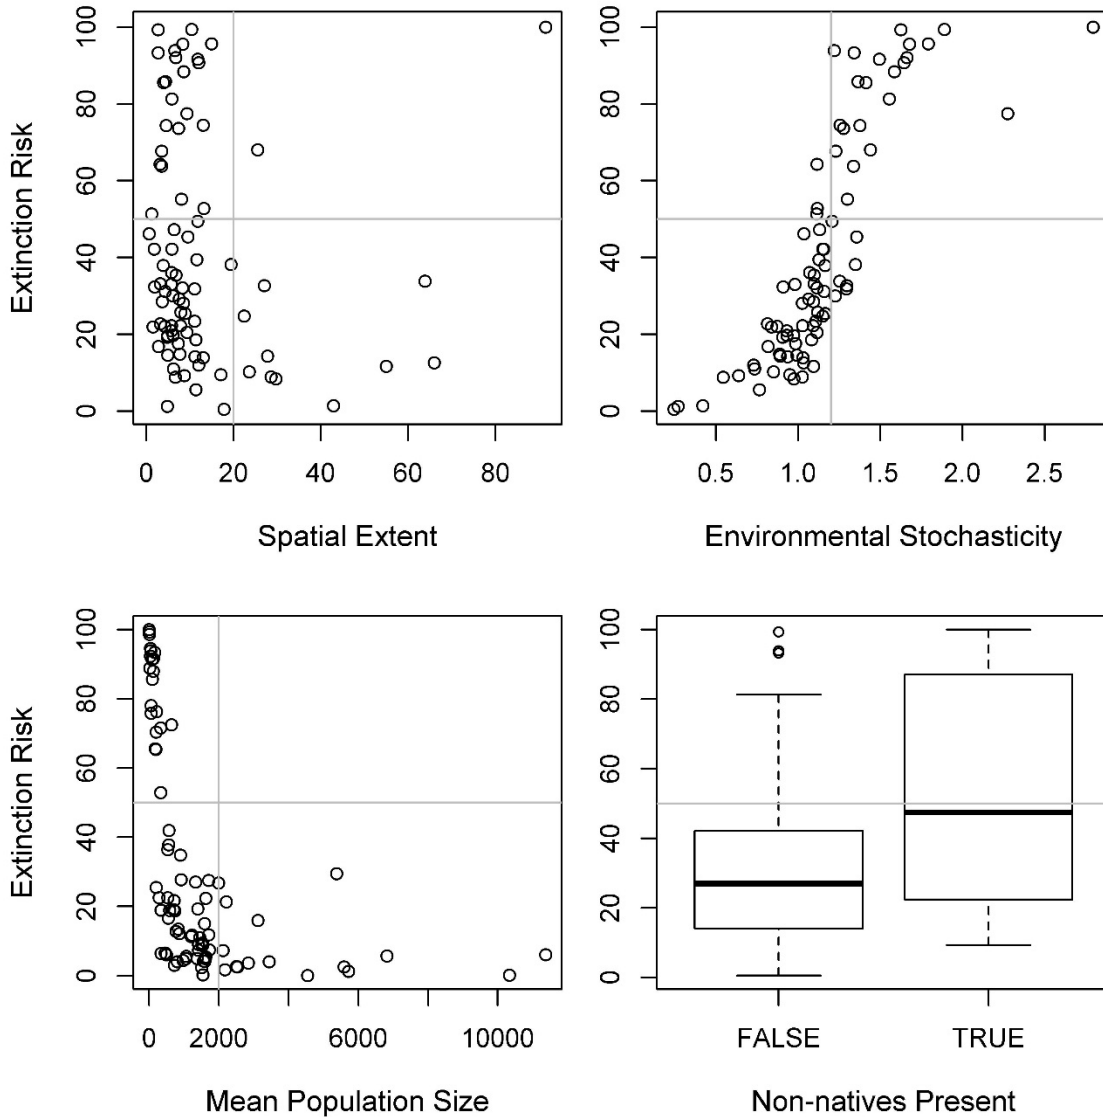 Extinction Risk
0 20 40 60 80 100
0 20 40 60 80
Spatial Extent
0 20 40 60 80 100
0.5 1.0 1.5 2.0 2.5
Environmental Stochasticity
Extinction Risk
0 20 40 60 80 100
0 2000 6000 10000
Mean Population Size
0 20 40 60 80 100
FALSE TRUE
Non-natives Present